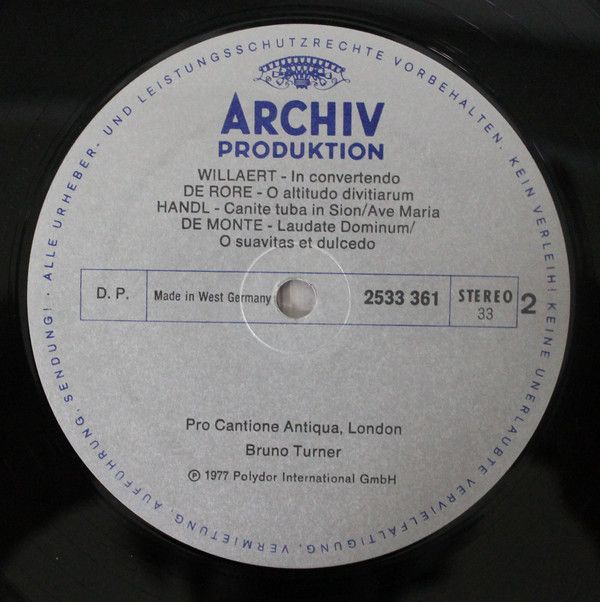 ALLE URHEBER- UND LEISTUNGSSCHUTZRECHTE VORBEHALTEN. KEIN VERLEIH! KEINE UNERLAUBTE VERVIELFÄLTIGUNG, VERMIETUNG, AUFFÜHRUNG, SENDUNG! ·
ARCHIV
PRODUKTION
WILLAERT - In convertendo
DE RORE - O altitudo divitiarum
HANDL - Canite tuba in Sion/Ave Maria
DE MONTE - Laudate Dominum/
O suavitas et dulcedo
D. P. Made in West Germany 2533 361 STEREO 2
33
Pro Cantione Antiqua, London
Bruno Turner
Ⓟ 1977 Polydor International GmbH